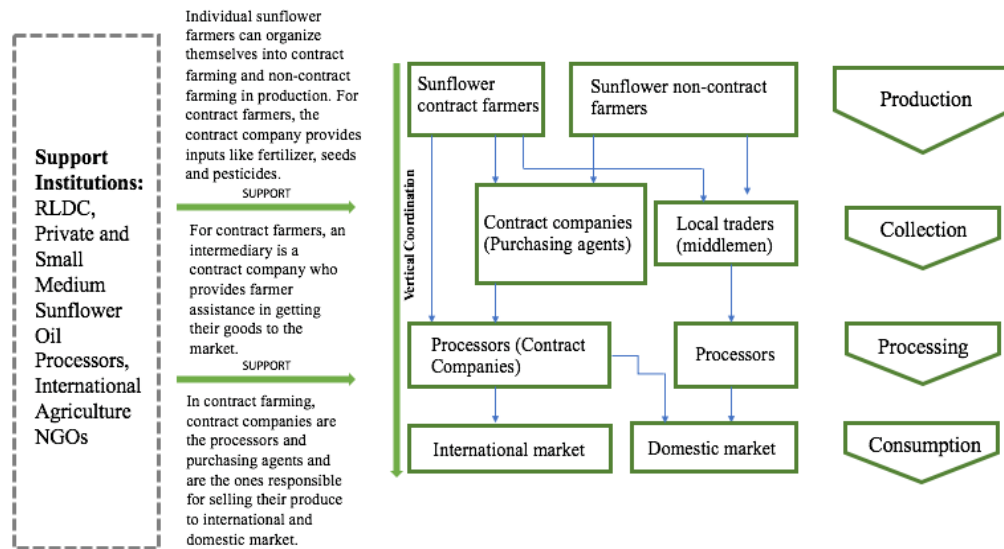 Support
Institutions:
RLDC,
Private and
Small
Medium
Sunflower
Oil
Processors,
International
Agriculture
NGOs
Individual sunflower
farmers can organize
themselves into contract
farming and non-contract
farming in production. For
contract farmers, the
contract company provides
inputs like fertilizer, seeds
and pesticides.
SUPPORT
For contract farmers, an
intermediary is a
contract company who
provides farmer
assistance in getting
their goods to the
market.
SUPPORT
In contract farming,
contract companies are
the processors and
purchasing agents and
are the ones responsible
for selling their produce
to international and
domestic market.
Vertical Coordination
Sunflower
contract farmers
Sunflower non-contract
farmers
Production
Contract companies
(Purchasing agents)
Local traders
(middlemen)
Collection
Processors (Contract
Companies)
Processors
Processing
International market
Domestic market
Consumption